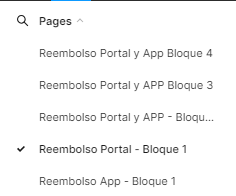 Pages
Reembolso Portal y App Bloque 4
Reembolso Portal y APP Bloque 3
Reembolso Portal y APP - Bloqu...
Reembolso Portal - Bloque 1
Reembolso App - Bloque 1